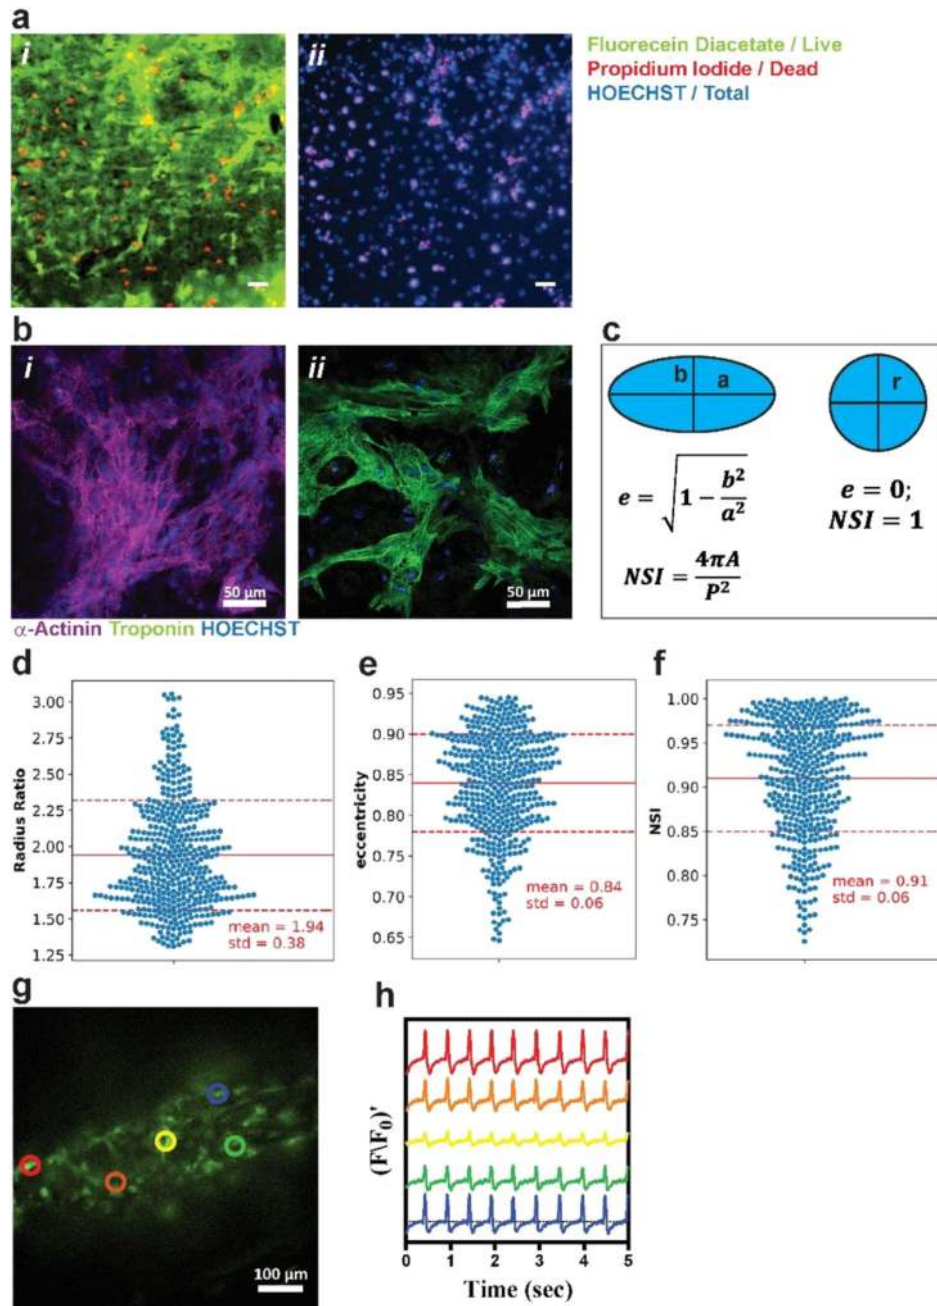 a
i
ii
Fluorecein Diacetate / Live
Propidium Iodide / Dead
HOECHST / Total
b
i
ii
50 µm
50 µm
α-Actinin Troponin HOECHST
c
b
a
r
e = √1 − b²/a²
NSI = 4πA/P²
e = 0;
NSI = 1
d
3.00
2.75
2.50
2.25
2.00
1.75
1.50
1.25
Radius Ratio
mean = 1.94
std = 0.38
e
0.95
0.90
0.85
0.80
0.75
0.70
0.65
eccentricity
mean = 0.84
std = 0.06
f
1.00
0.95
0.90
0.85
0.80
0.75
NSI
mean = 0.91
std = 0.06
g
100 µm
h
(F\F₀)'
0 1 2 3 4 5
Time (sec)